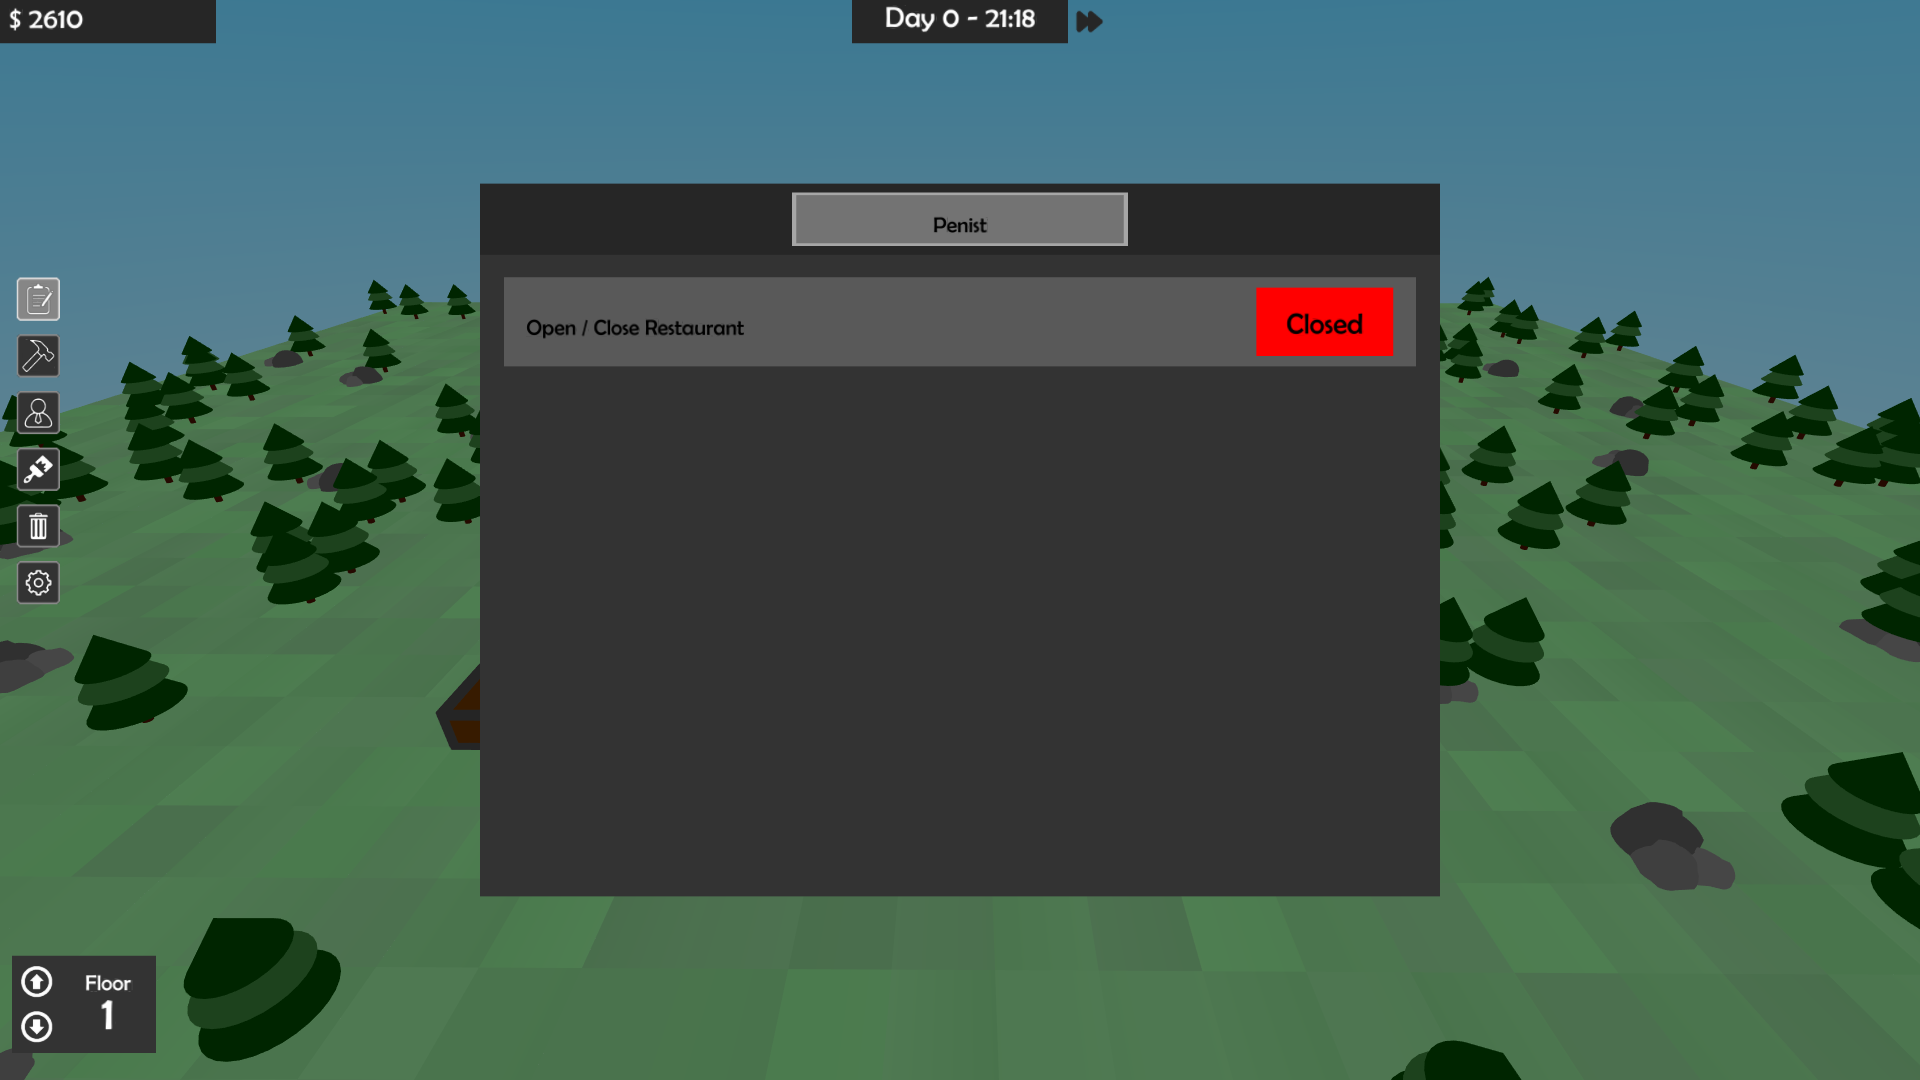 $ 2610
Day 0 - 21:18
Penist
Open / Close Restaurant
Closed
Floor
1